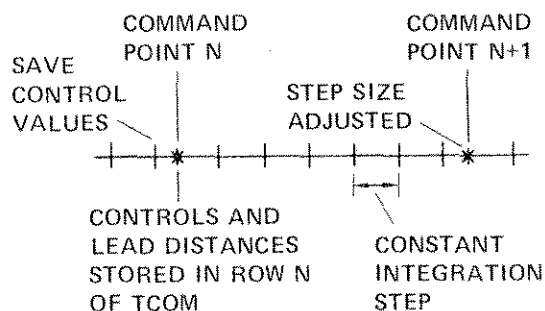 COMMAND
POINT N
COMMAND
POINT N+1
SAVE
CONTROL
VALUES
STEP SIZE
ADJUSTED
CONTROLS AND
LEAD DISTANCES
STORED IN ROW N
OF TCOM
CONSTANT
INTEGRATION
STEP